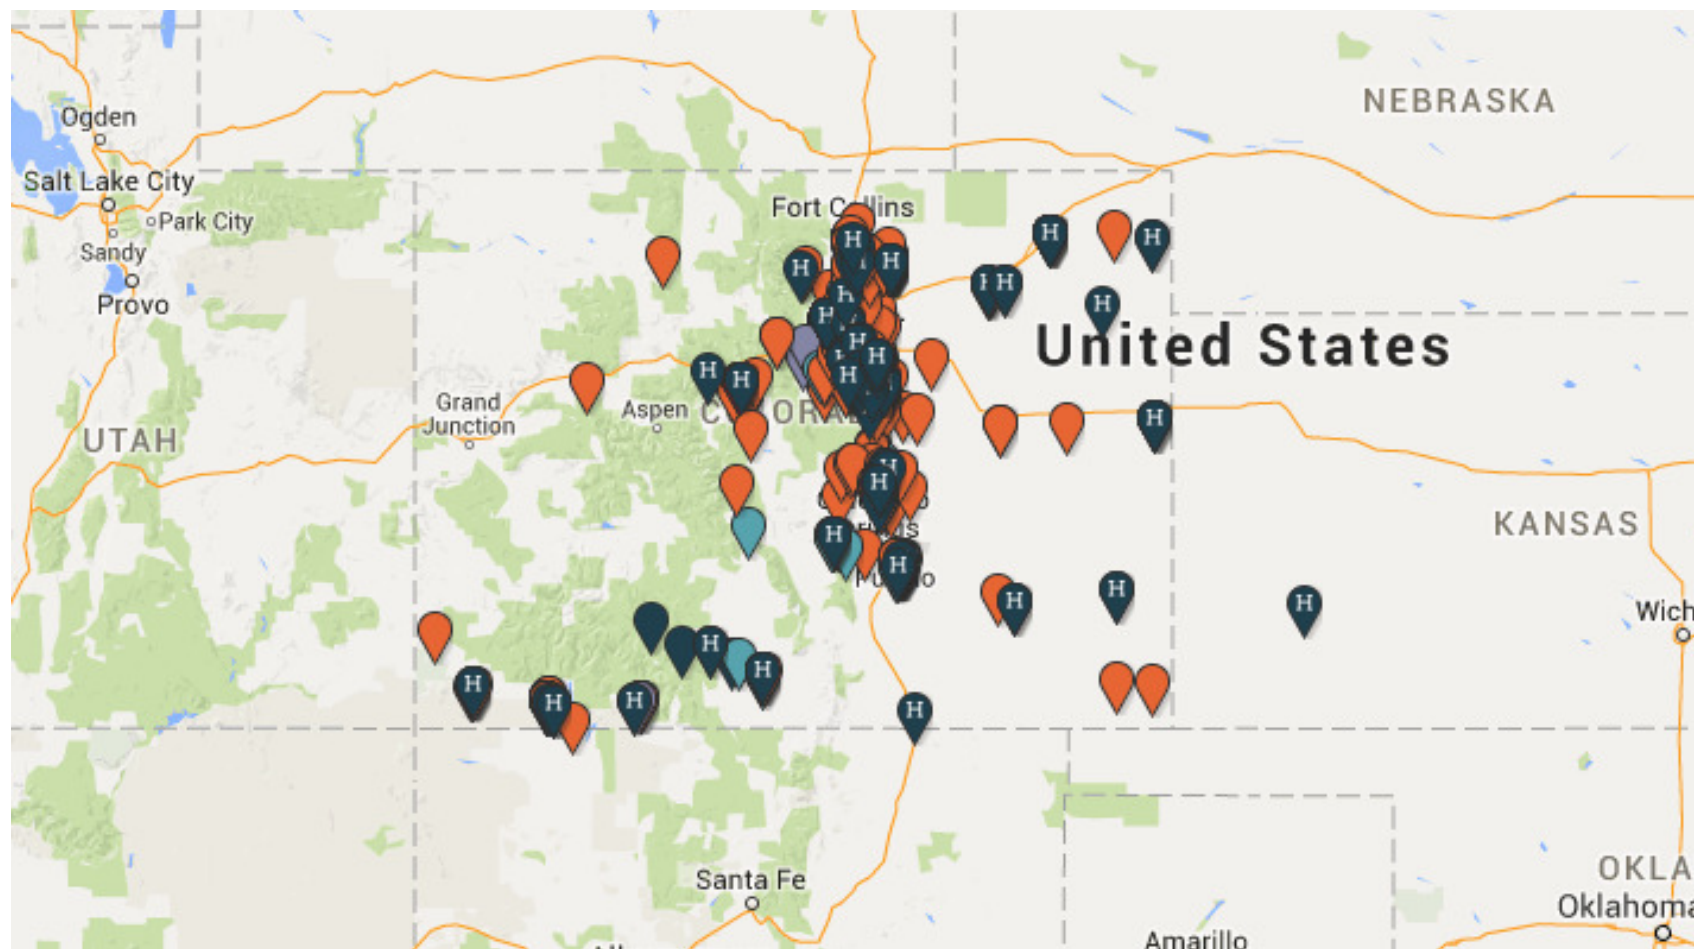 NEBRASKA
Ogden
Salt Lake City
Park City
Fort Collins
Sandy
H
H
H
H
H
H
H
Provo
H
H
H
H
United States
H
H
H
H
H
Grand
Junction
Aspen
UTAH
H
H
H
KANSAS
H
H
H
H
H
Wich
H
H
H
H
H
H
Santa Fe
OKLA
Oklahoma
Amarillo